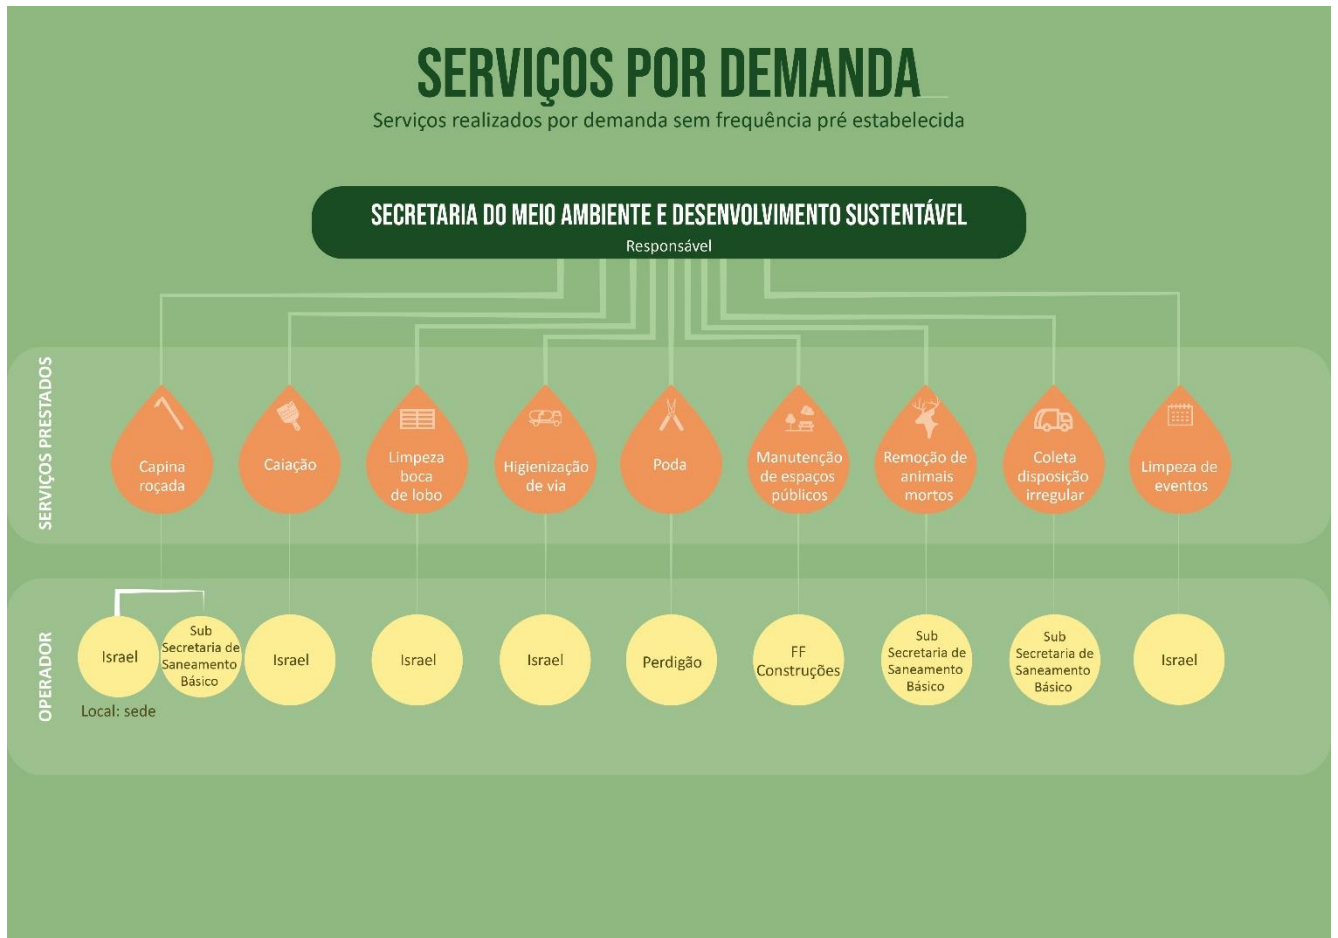 SERVIÇOS POR DEMANDA
Serviços realizados por demanda sem frequência pré estabelecida
SECRETARIA DO MEIO AMBIENTE E DESENVOLVIMENTO SUSTENTÁVEL
Responsável
SERVIÇOS PRESTADOS
Capina
roçada
Caiação
Limpeza
boca
de lobo
Higienização
de via
Poda
Manutenção
de espaços
públicos
Remoção de
animais
mortos
Coleta
disposição
irregular
Limpeza de
eventos
OPERADOR
Israel
Local: sede
Sub
Secretaria de
Saneamento
Básico
Israel
Israel
Israel
Perdigão
FF
Construções
Sub
Secretaria de
Saneamento
Básico
Sub
Secretaria de
Saneamento
Básico
Israel